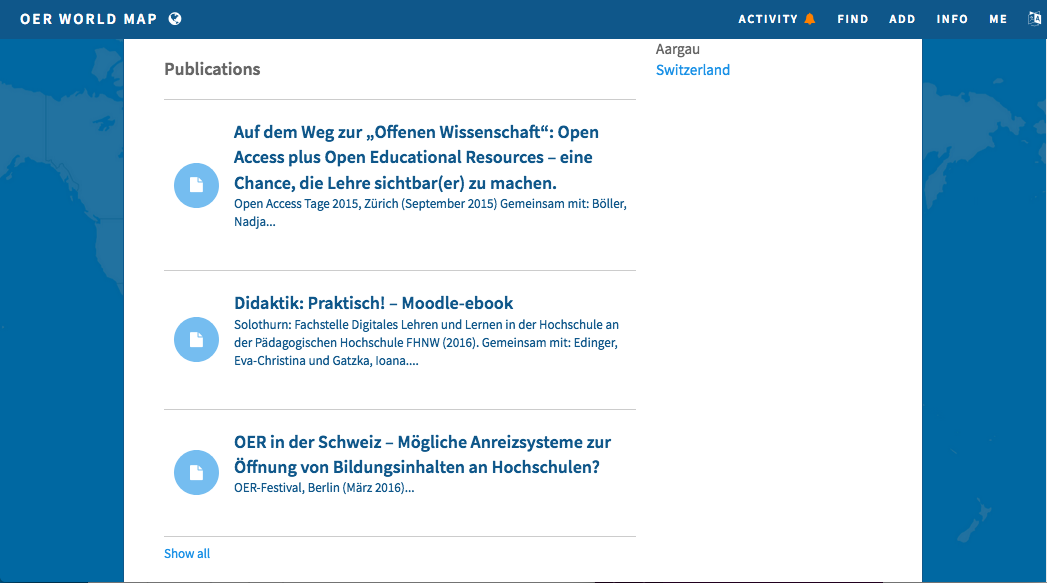 OER WORLD MAP
ACTIVITY FIND ADD INFO ME
Aargau
Switzerland
Publications
Auf dem Weg zur „Offenen Wissenschaft“: Open
Access plus Open Educational Resources – eine
Chance, die Lehre sichtbar(er) zu machen.
Open Access Tage 2015, Zürich (September 2015) Gemeinsam mit: Böller,
Nadja...
Didaktik: Praktisch! – Moodle-ebook
Solothurn: Fachstelle Digitales Lehren und Lernen in der Hochschule an
der Pädagogischen Hochschule FHNW (2016). Gemeinsam mit: Edinger,
Eva-Christina und Gatzka, Ioana....
OER in der Schweiz – Mögliche Anreizsysteme zur
Öffnung von Bildungsinhalten an Hochschulen?
OER-Festival, Berlin (März 2016)...
Show all